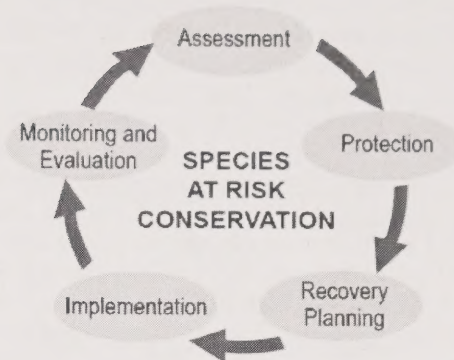 Assessment
Protection
Recovery
Planning
Implementation
Monitoring and
Evaluation
SPECIES
AT RISK
CONSERVATION